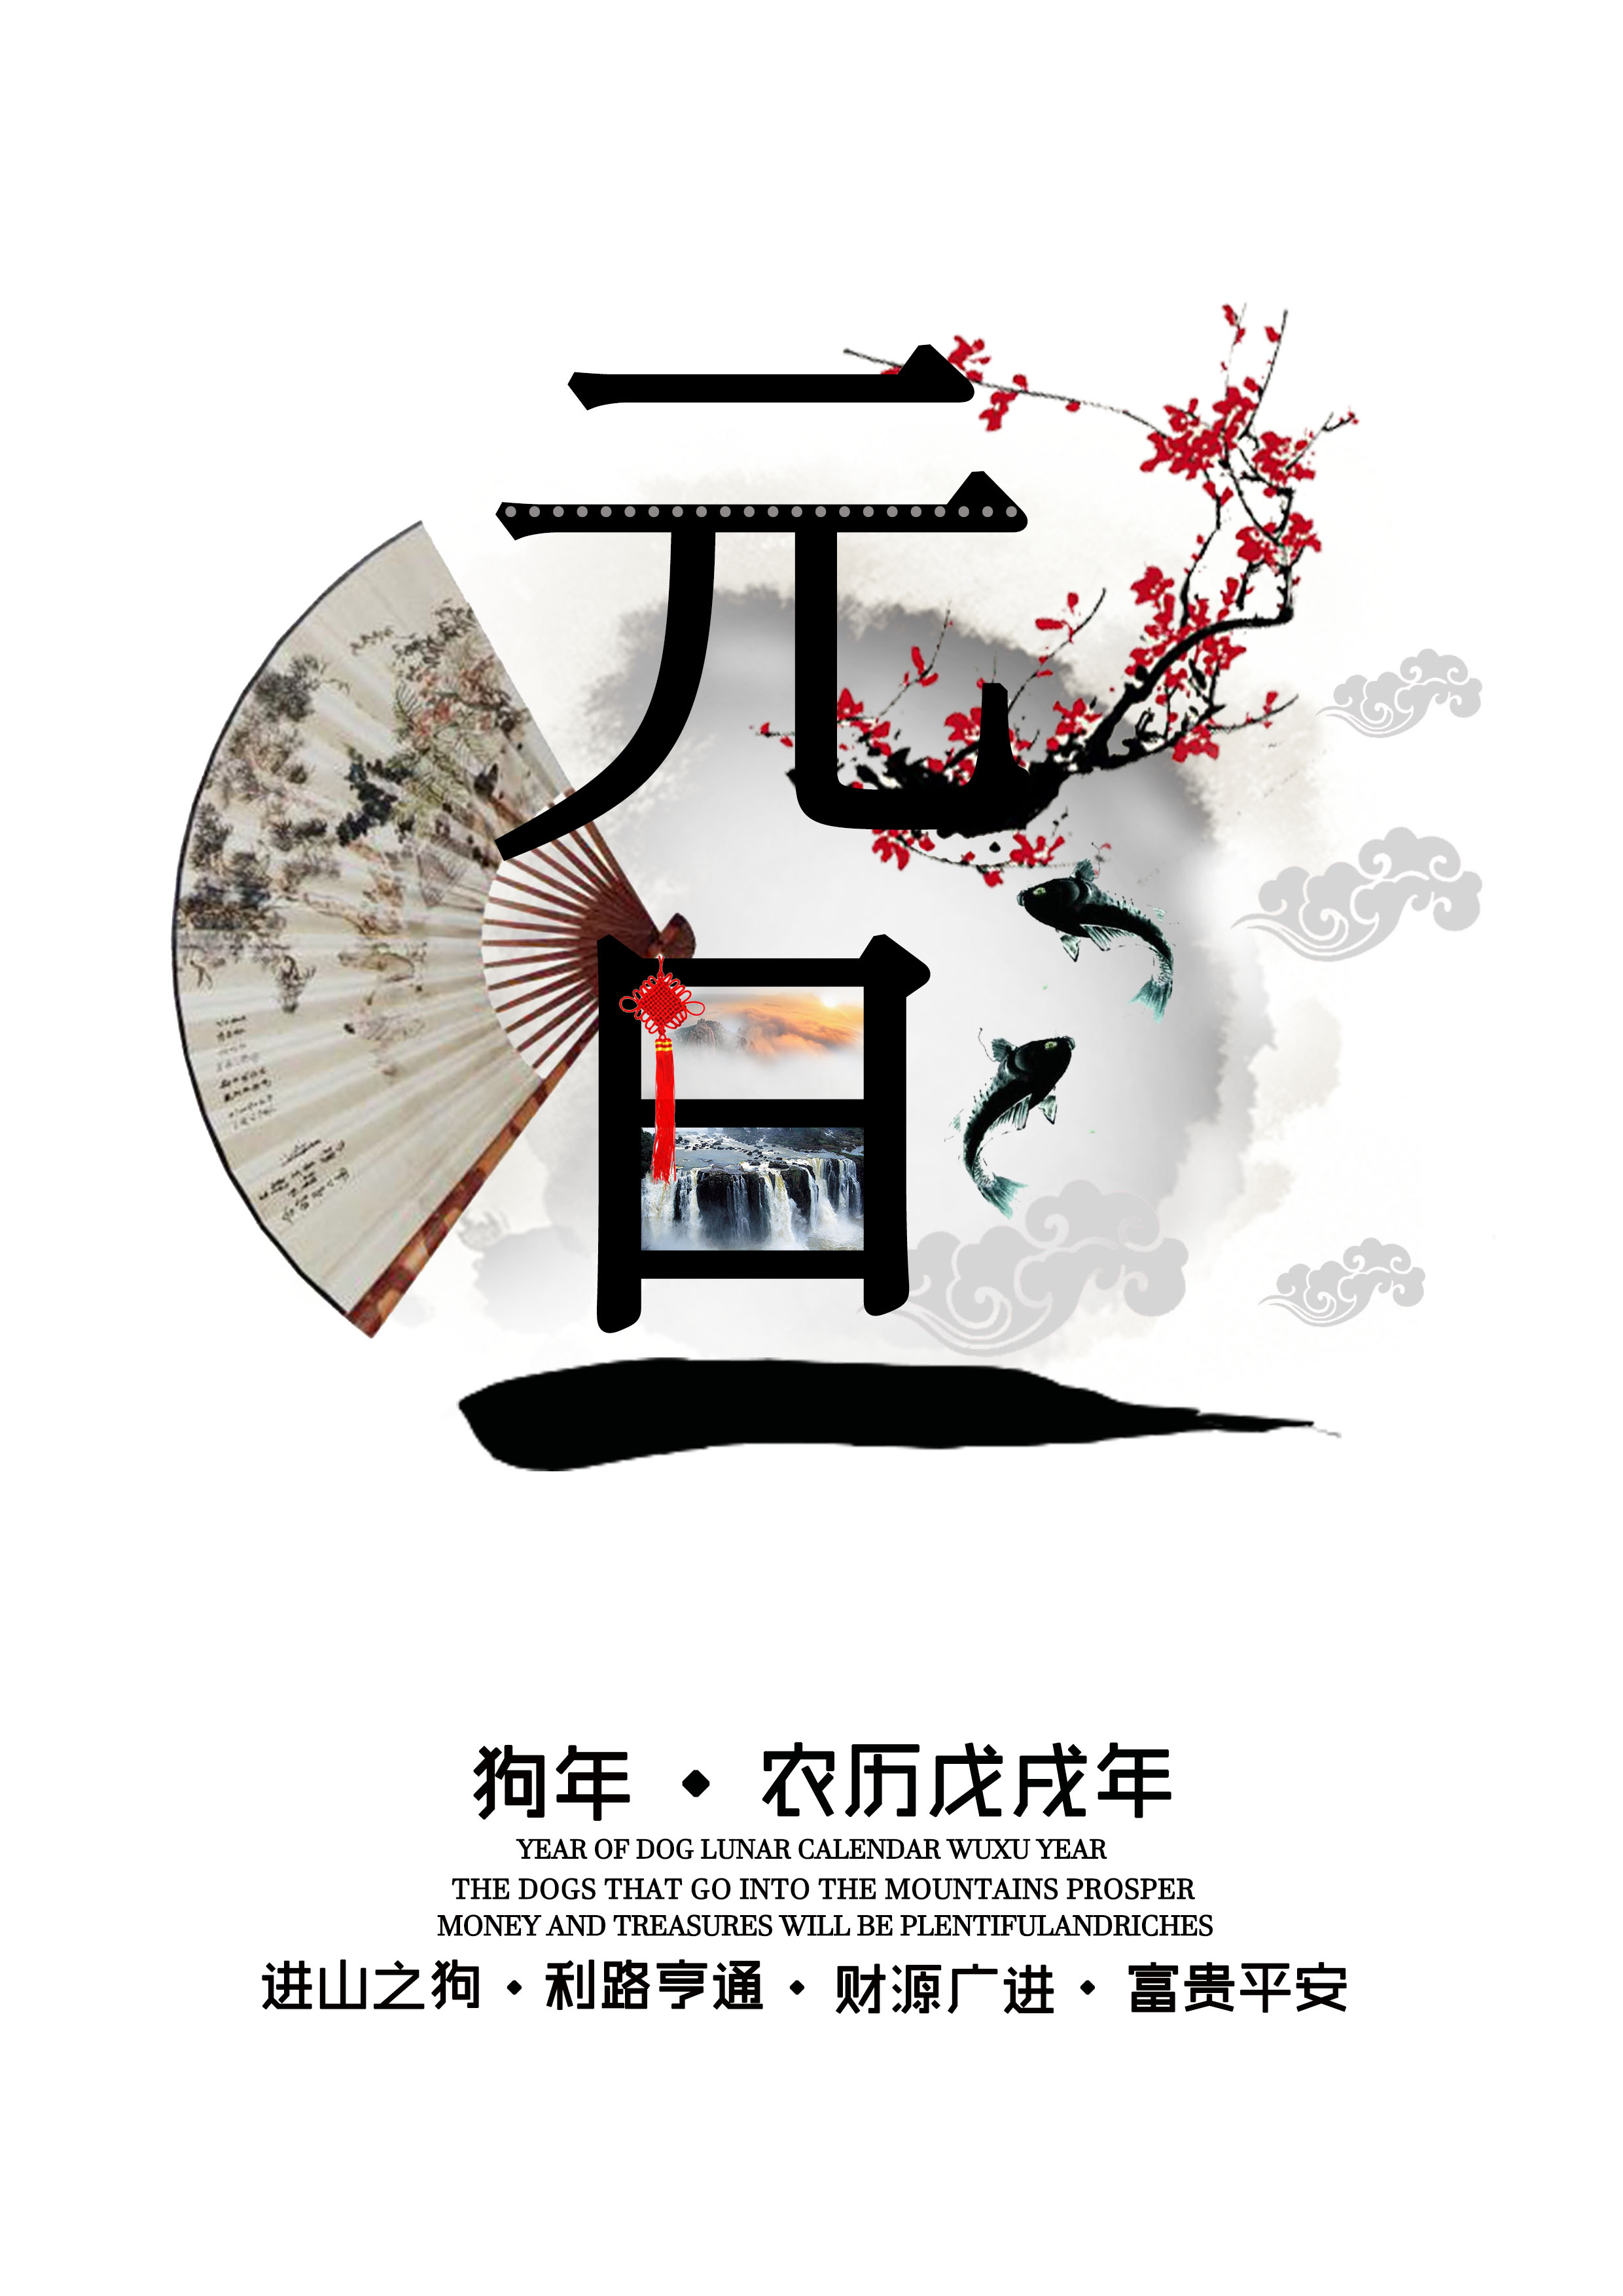 元旦
狗年·农历戊戌年
YEAR OF DOG LUNAR CALENDAR WUXU YEAR
THE DOGS THAT GO INTO THE MOUNTAINS PROSPER
MONEY AND TREASURES WILL BE PLENTIFULANDRICHES
进山之狗·利路亨通·财源广进·富贵平安